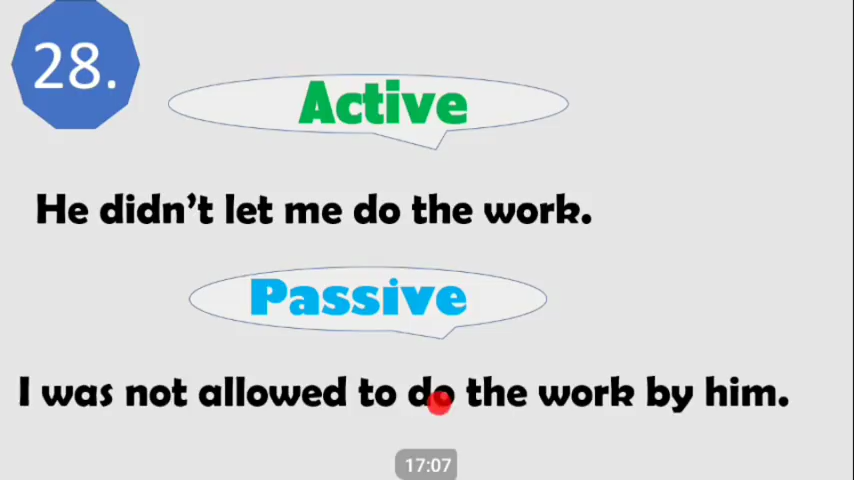 28.
Active
He didn't let me do the work.
Passive
I was not allowed to do the work by him.
17:07